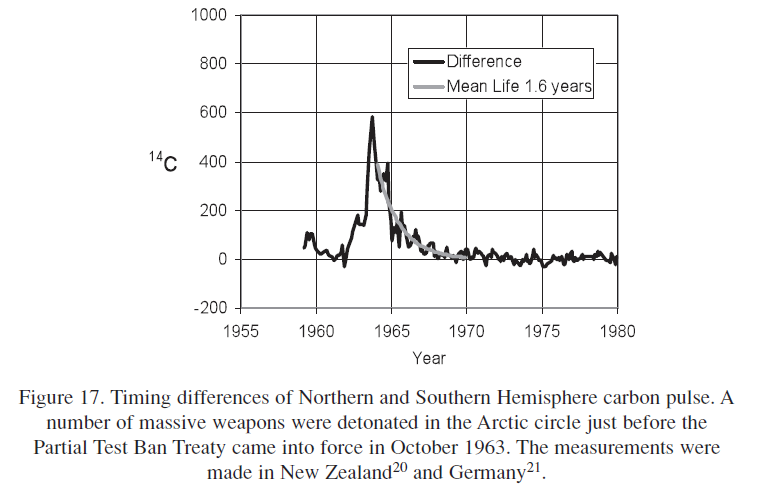 1000
800
600
400
200
0
-200
¹⁴C
Difference
Mean Life 1.6 years
1955 1960 1965 1970 1975 1980
Year
Figure 17. Timing differences of Northern and Southern Hemisphere carbon pulse. A
number of massive weapons were detonated in the Arctic circle just before the
Partial Test Ban Treaty came into force in October 1963. The measurements were
made in New Zealand²⁰ and Germany²¹.